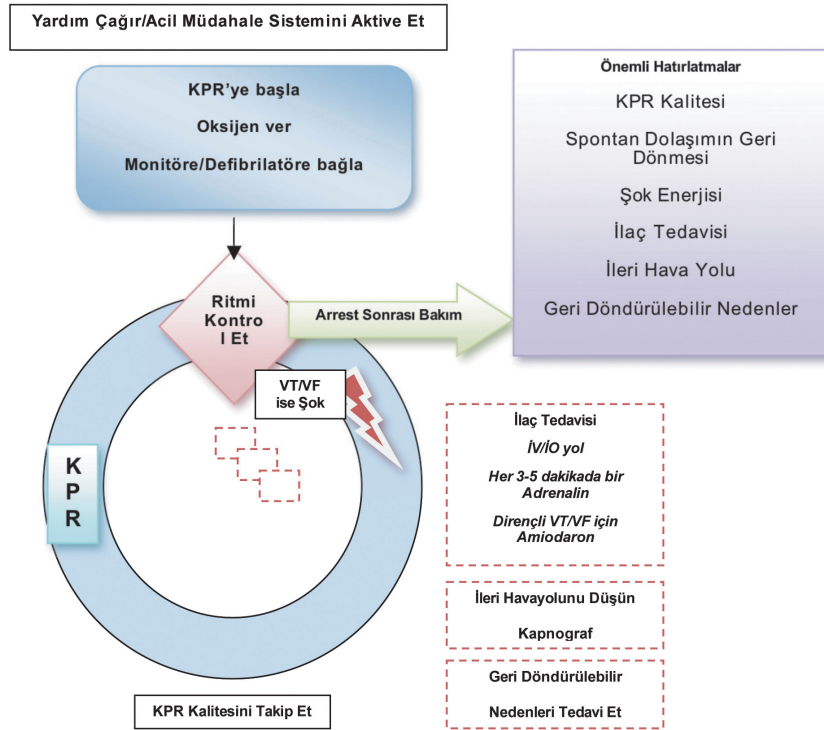 Yardım Çağır/Acil Müdahale Sistemini Aktive Et
KPR'ye başla
Oksijen ver
Monitöre/Defibrilatöre bağla
Önemli Hatırlatmalar
KPR Kalitesi
Spontan Dolaşımın Geri
Dönmesi
Şok Enerjisi
İlaç Tedavisi
İleri Hava Yolu
Geri Döndürülebilir Nedenler
Ritmi
Kontro
l Et
Arrest Sonrası Bakım
VT/VF
ise Şok
K
P
R
İlaç Tedavisi
İV/İO yol
Her 3-5 dakikada bir
Adrenalin
Dirençli VT/VF için
Amiodaron
İleri Havayolunu Düşün
Kapnograf
Geri Döndürülebilir
Nedenleri Tedavi Et
KPR Kalitesini Takip Et